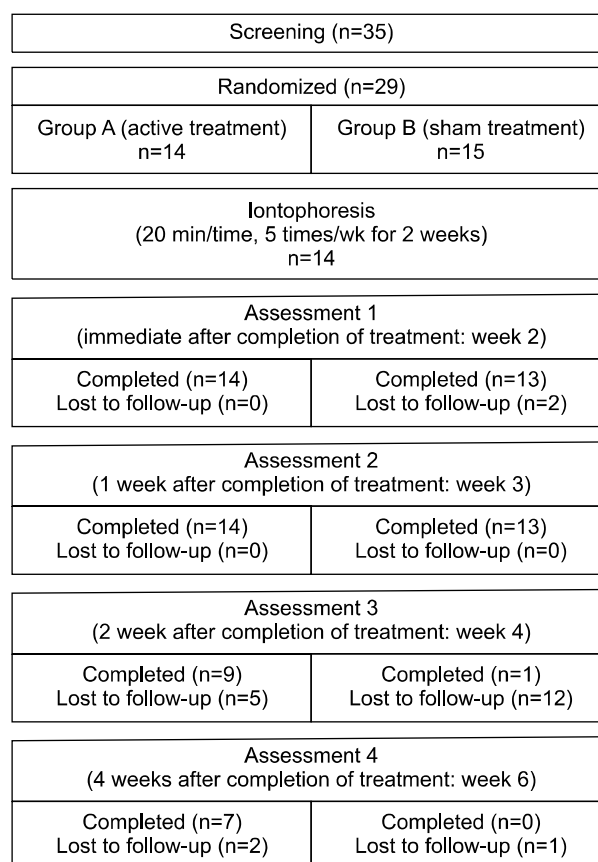 Screening (n=35)
Randomized (n=29)
Group A (active treatment)
n=14
Group B (sham treatment)
n=15
Iontophoresis
(20 min/time, 5 times/wk for 2 weeks)
n=14
Assessment 1
(immediate after completion of treatment: week 2)
Completed (n=14)
Lost to follow-up (n=0)
Completed (n=13)
Lost to follow-up (n=2)
Assessment 2
(1 week after completion of treatment: week 3)
Completed (n=14)
Lost to follow-up (n=0)
Completed (n=13)
Lost to follow-up (n=0)
Assessment 3
(2 week after completion of treatment: week 4)
Completed (n=9)
Lost to follow-up (n=5)
Completed (n=1)
Lost to follow-up (n=12)
Assessment 4
(4 weeks after completion of treatment: week 6)
Completed (n=7)
Lost to follow-up (n=2)
Completed (n=0)
Lost to follow-up (n=1)